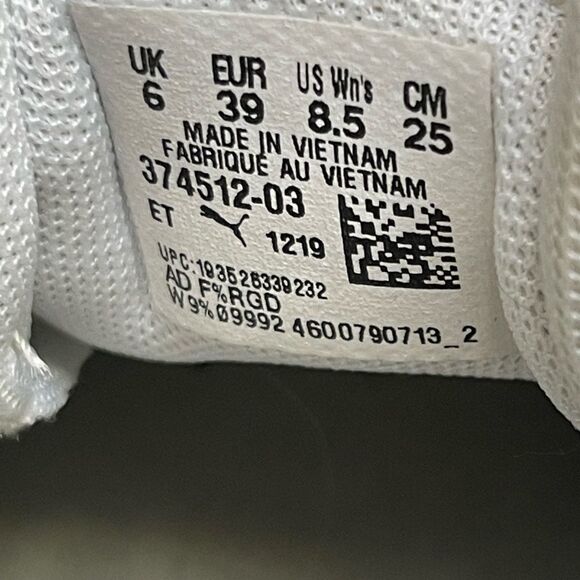 UK EUR US Wn's CM
6 39 8.5 25
MADE IN VIETNAM
FABRIQUÉ AU VIETNAM
374512-03
ET 1219
UPC:193526339232
AD F%RGD
W9%09992 4600790713_2